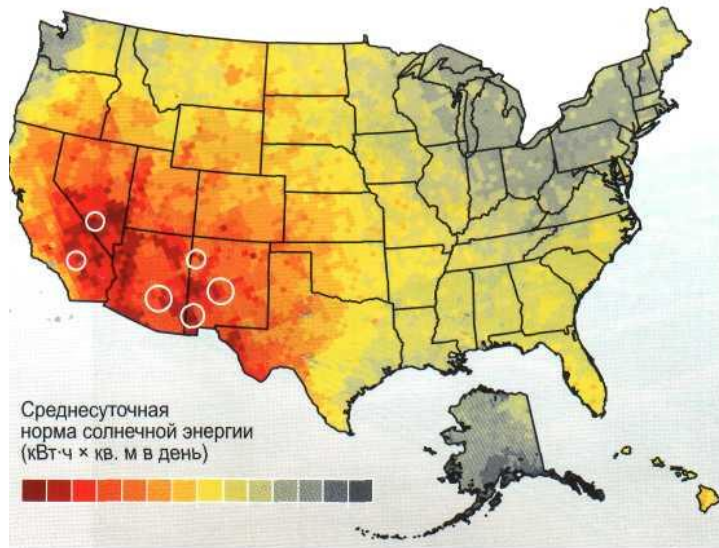 Среднесуточная
норма солнечной энергии
(кВт·ч × кв. м в день)